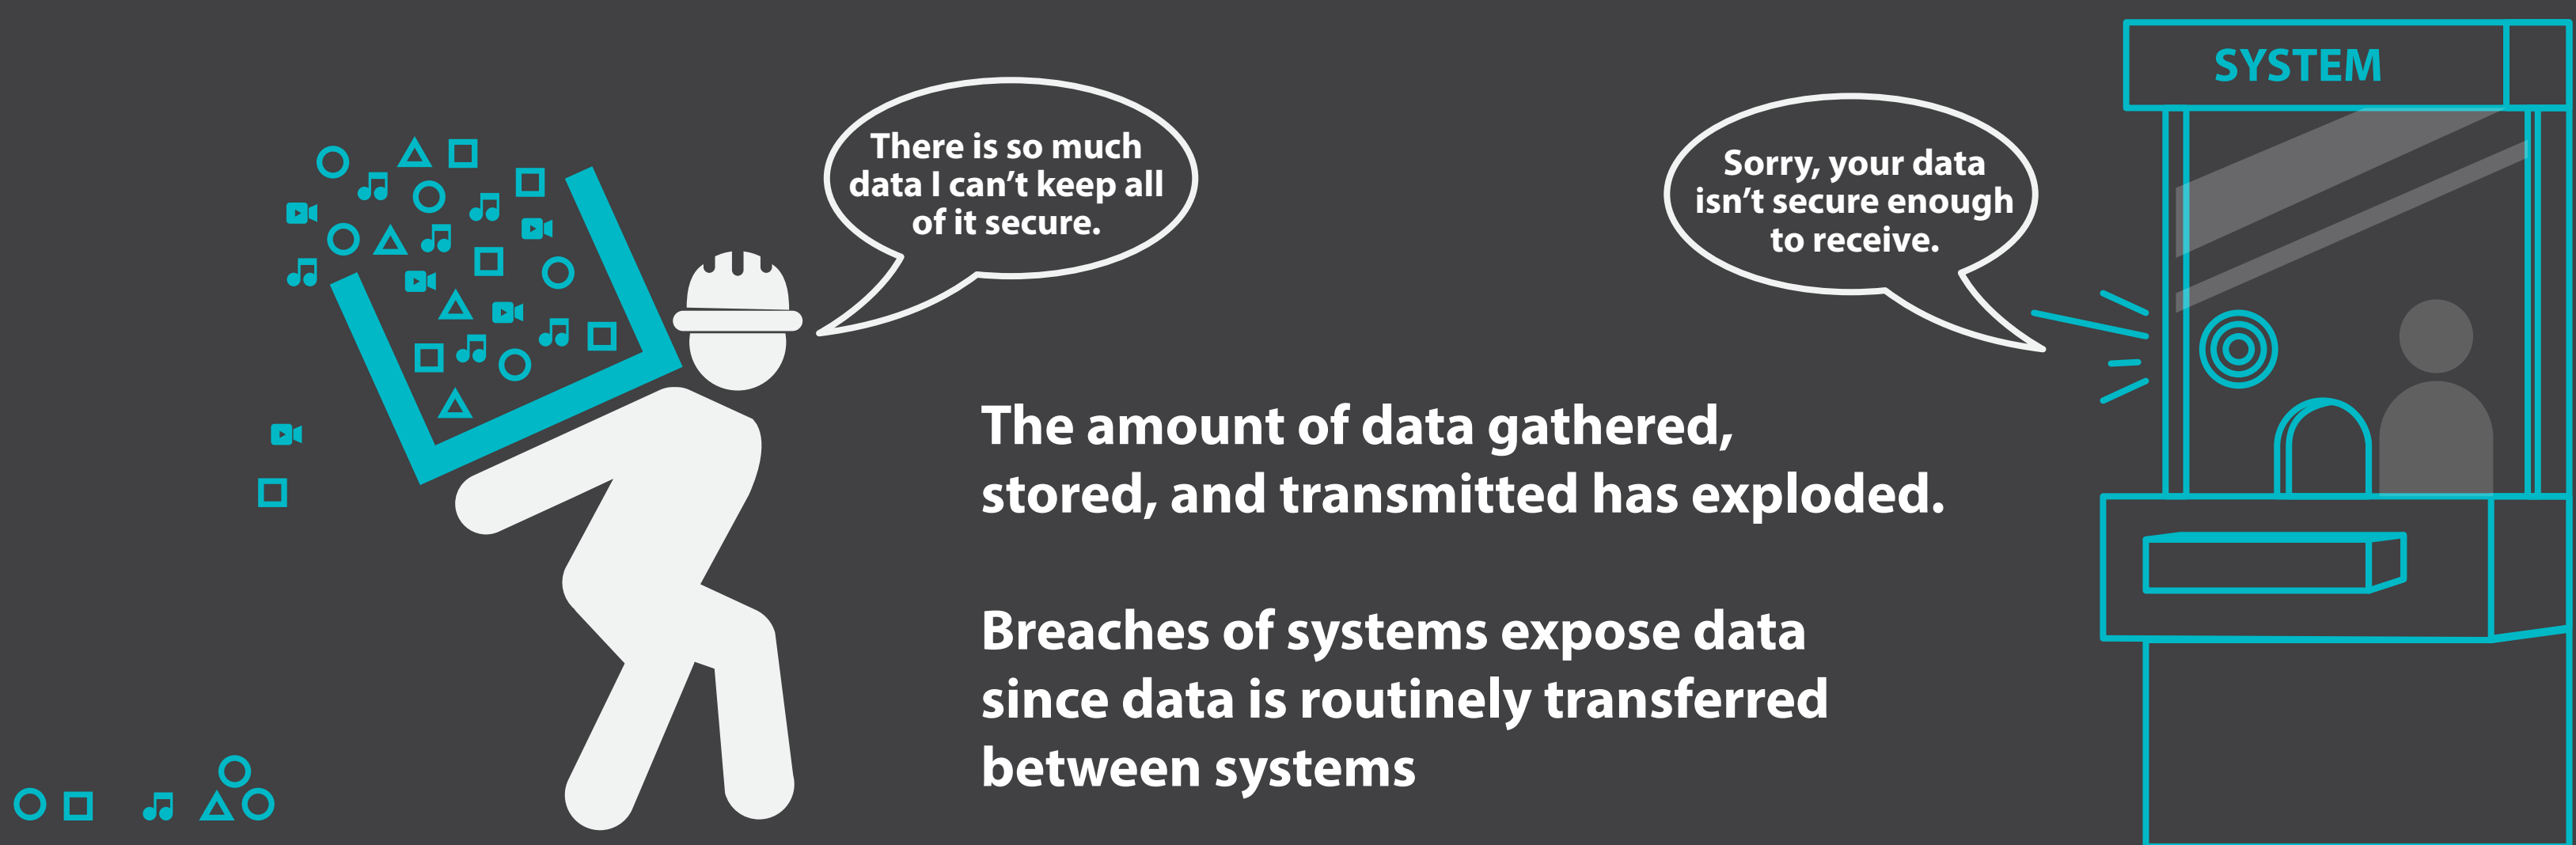 SYSTEM
There is so much
data I can’t keep all
of it secure.
Sorry, your data
isn’t secure enough
to receive.
The amount of data gathered,
stored, and transmitted has exploded.
Breaches of systems expose data
since data is routinely transferred
between systems